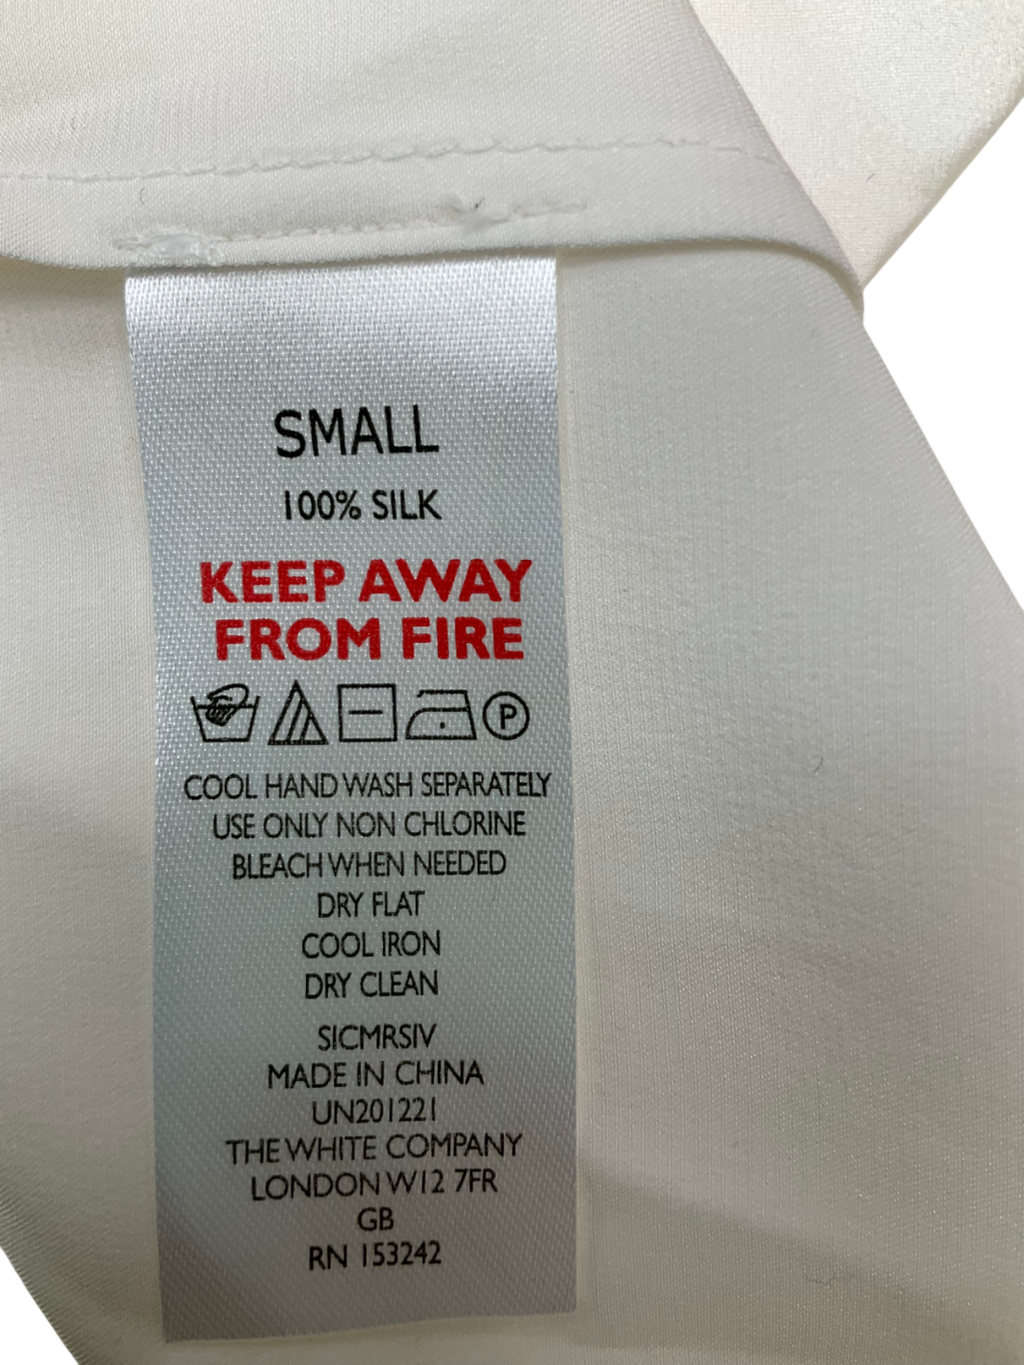 SMALL
100% SILK
KEEP AWAY
FROM FIRE
P
COOL HAND WASH SEPARATELY
USE ONLY NON CHLORINE
BLEACH WHEN NEEDED
DRY FLAT
COOL IRON
DRY CLEAN
SICMRSIV
MADE IN CHINA
UN201221
THE WHITE COMPANY
LONDON W12 7FR
GB
RN 153242